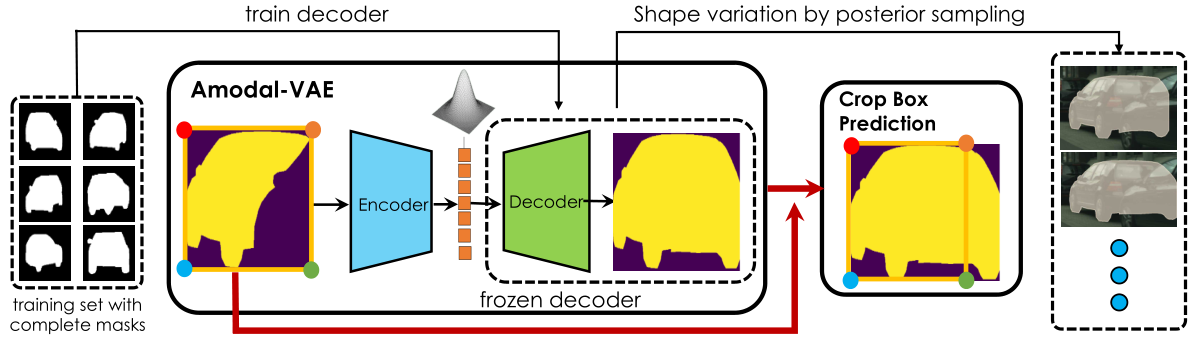 train decoder
Shape variation by posterior sampling
Amodal-VAE
Crop Box
Prediction
Encoder
Decoder
frozen decoder
training set with
complete masks